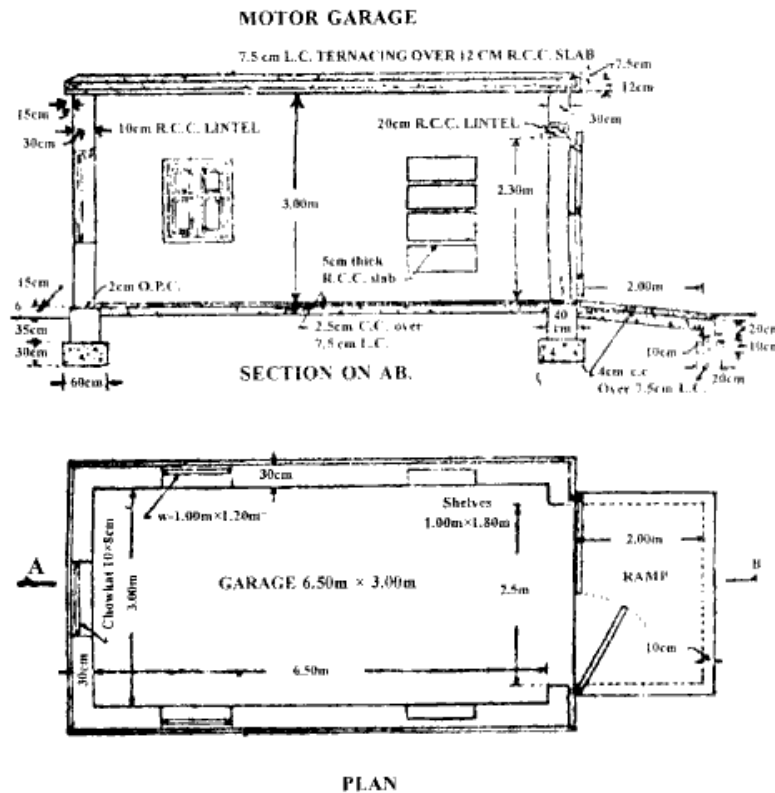 MOTOR GARAGE
7.5 cm L.C. TERNACING OVER 12 CM R.C.C. SLAB
7.5cm
12cm
15cm
30cm
10cm R.C.C. LINTEL
20cm R.C.C. LINTEL
30cm
3.00m
2.30m
5cm thick
R.C.C. slab
15cm
2cm O.P.C.
2.00m
6
35cm
30cm
2.5cm C.C. over
7.5cm L.C.
40
cm
20cm
10cm
10cm
4cm c.c
Over 7.5cm L.C.
20cm
60cm
SECTION ON AB.
30cm
w-1.00m×1.20m
Shelves
1.00m×1.80m
A
Chowkat 10×8cm
3.00m
GARAGE 6.50m × 3.00m
2.5m
2.00m
RAMP
B
10cm
30cm
6.50m
PLAN